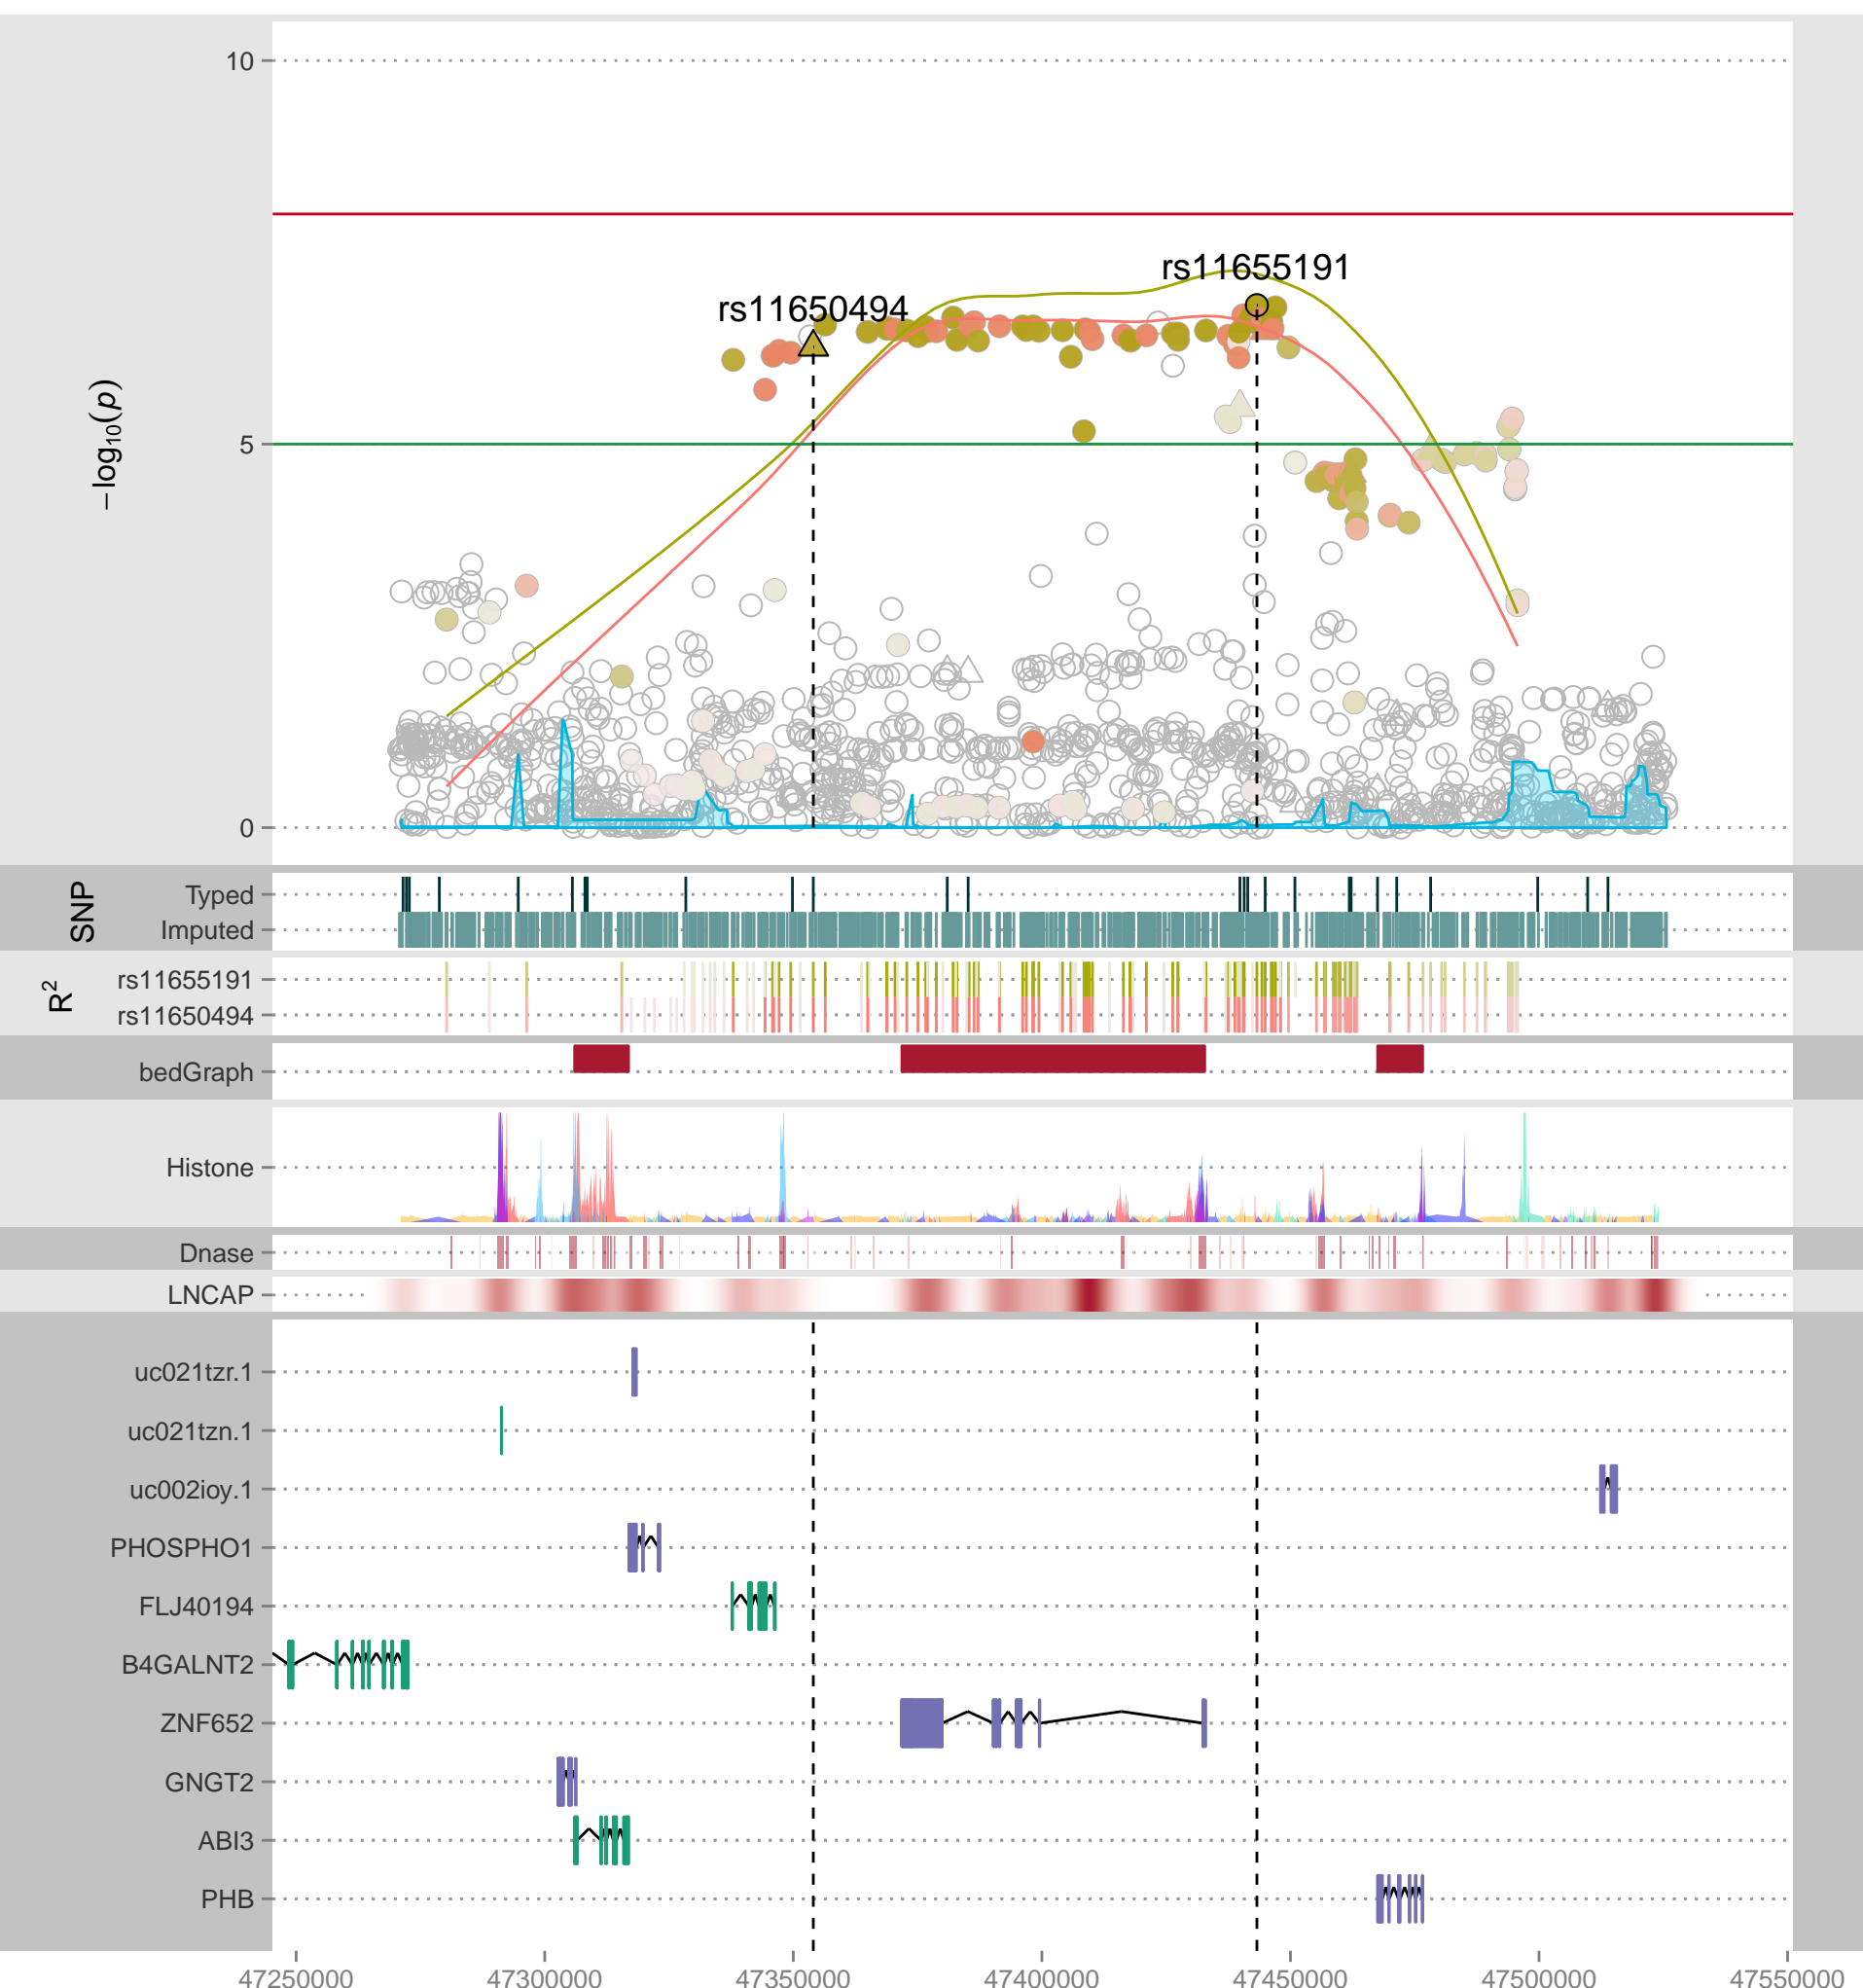 10
rs11655191
rs11650494
−log10(p)
5
0
SNP
Typed
Imputed
R2
rs11655191
rs11650494
bedGraph
Histone
Dnase
LNCAP
uc021tzr.1
uc021tzn.1
uc002ioy.1
PHOSPHO1
FLJ40194
B4GALNT2
ZNF652
GNGT2
ABI3
PHB
47250000 47300000 47350000 47400000 47450000 47500000 47550000